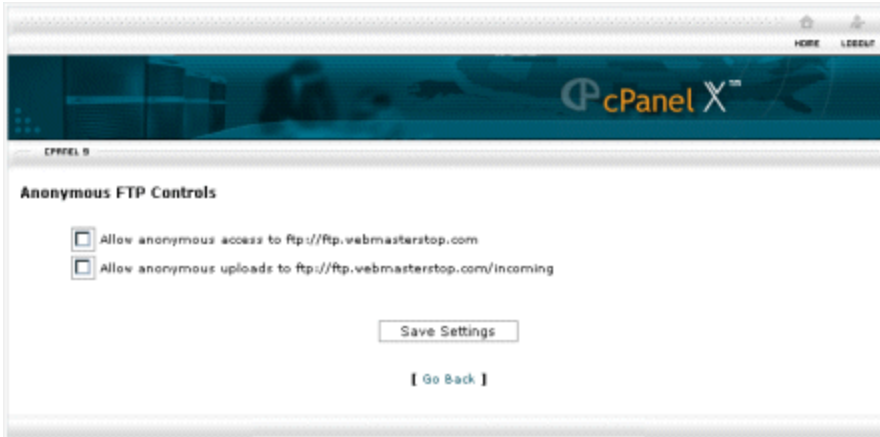 HOME LOGOUT
cPanel X™
CPANEL 9
Anonymous FTP Controls
Allow anonymous access to ftp://ftp.webmasterstop.com
Allow anonymous uploads to ftp://ftp.webmasterstop.com/incoming
Save Settings
[ Go Back ]